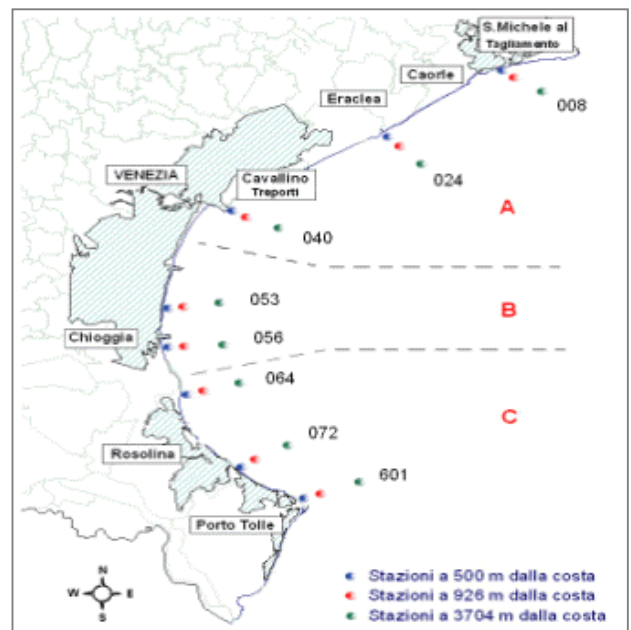 S.Michele al
Tagliamento
Caorle
008
Eraclea
024
VENEZIA
Cavallino
Treporti
A
040
053
B
Chioggia
056
064
C
072
Rosolina
601
Porto Tolle
N
W E
S
Stazioni a 500 m dalla costa
Stazioni a 926 m dalla costa
Stazioni a 3704 m dalla costa